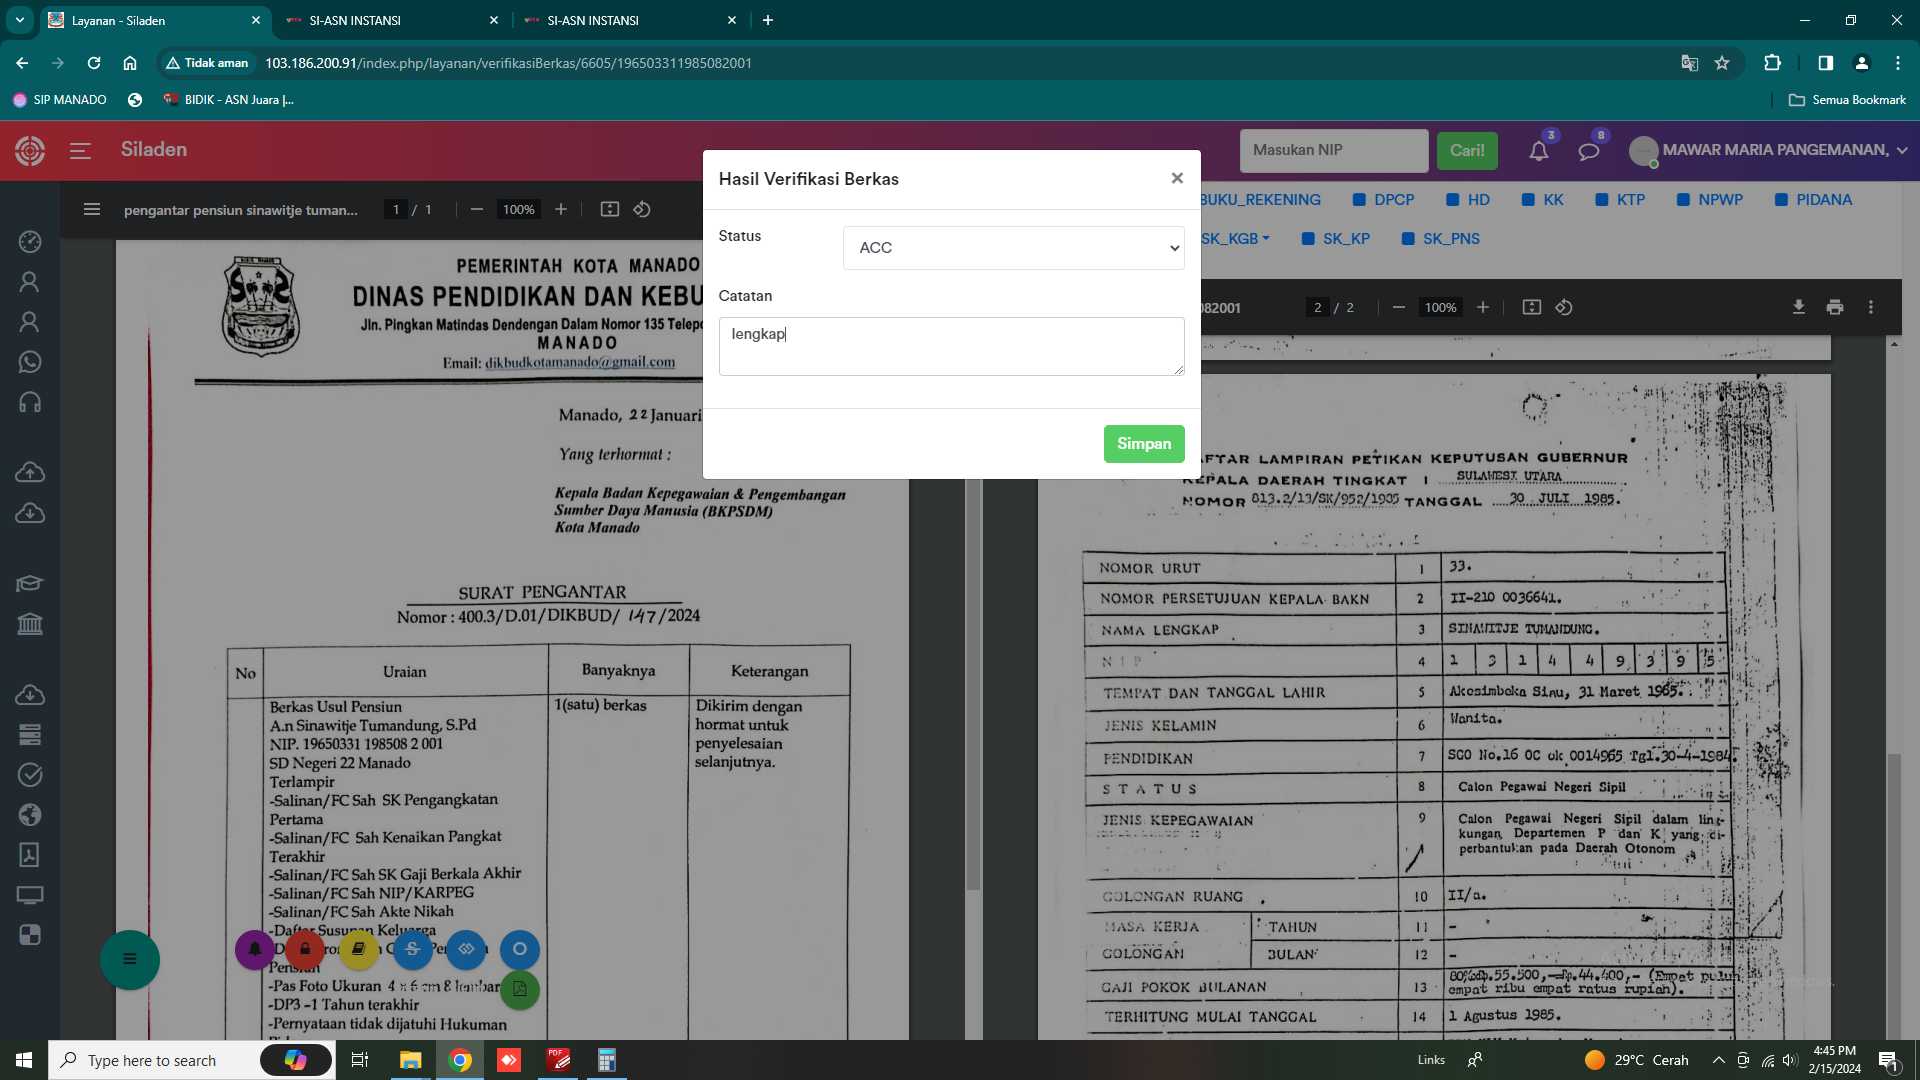 Layanan - Siladen
SI-ASN INSTANSI
SI-ASN INSTANSI
Tidak aman
103.186.200.91/index.php/layanan/verifikasiBerkas/6605/196503311985082001
SIP MANADO
BIDIK - ASN Juara |...
Semua Bookmark
Siladen
Masukan NIP
Cari!
3
8
MAWAR MARIA PANGEMANAN,
pengantar pensiun sinawitje tuman...
1 / 1
100%
Hasil Verifikasi Berkas
Status
ACC
Catatan
lengkap
Simpan
BUKU_REKENING
DPCP
HD
KK
KTP
NPWP
PIDANA
SK_KGB
SK_KP
SK_PNS
082001
2 / 2
100%
PEMERINTAH KOTA MANADO
DINAS PENDIDIKAN DAN KEBU
Jln. Pingkan Matindas Dendengan Dalam Nomor 135 Telepo
MANADO
Email: dikbudkotamanado@gmail.com
Manado, 22 Januari
Yang terhormat :
Kepala Badan Kepegawaian & Pengembangan
Sumber Daya Manusia (BKPSDM)
Kota Manado
SURAT PENGANTAR
Nomor : 400.3/D.01/DIKBUD/ 147/2024
No
Uraian
Banyaknya
Keterangan
Berkas Usul Pensiun
A.n Sinawitje Tumandung, S.Pd
NIP. 19650331 198508 2 001
SD Negeri 22 Manado
Terlampir
-Salinan/FC Sah SK Pengangkatan
Pertama
-Salinan/FC Sah Kenaikan Pangkat
Terakhir
-Salinan/FC Sah SK Gaji Berkala Akhir
-Salinan/FC Sah NIP/KARPEG
-Salinan/FC Sah Akte Nikah
-Daftar Susunan Keluarga
Pensiun
-Pas Foto Ukuran 4
-DP3 -1 Tahun terakhir
-Pernyataan tidak dijatuhi Hukuman
1(satu) berkas
Dikirim dengan
hormat untuk
penyelesaian
selanjutnya.
FTAR LAMPIRAN PETIKAN KEPUTUSAN GUBERNUR
KEPALA DAERAH TINGKAT I SULAWESI UTARA
NOMOR 813.2/13/SK/952/1985 TANGGAL 30 JULI 1985.
NOMOR URUT 1 33.
NOMOR PERSETUJUAN KEPALA BAKN 2 II-210 0036641.
NAMA LENGKAP 3 SINAWITJE TUMANDUNG.
N I P 4 1 3 1 4 4 9 3 9 5
TEMPAT DAN TANGGAL LAHIR 5 Akesimbeka Siau, 31 Maret 1965.
JENIS KELAMIN 6 Wanita.
PENDIDIKAN 7 SGO No.16 OC ok 0014965 Tgl.30-4-1984.
S T A T U S 8 Calon Pegawai Negeri Sipil
JENIS KEPEGAWAIAN 9 Calon Pegawai Negeri Sipil dalam ling-
kungan Departemen P dan K yang di-
perbantukan pada Daerah Otonom
GOLONGAN RUANG 10 II/a.
MASA KERJA TAHUN 11 -
GOLONGAN BULAN 12 -
GAJI POKOK BULANAN 13 80%xRp.55.500,-=Rp.44.400,- (Empat puluh
empat ribu empat ratus rupiah).
TERHITUNG MULAI TANGGAL 14 1 Agustus 1985.
Type here to search
Links
29°C Cerah
4:45 PM
2/15/2024
1